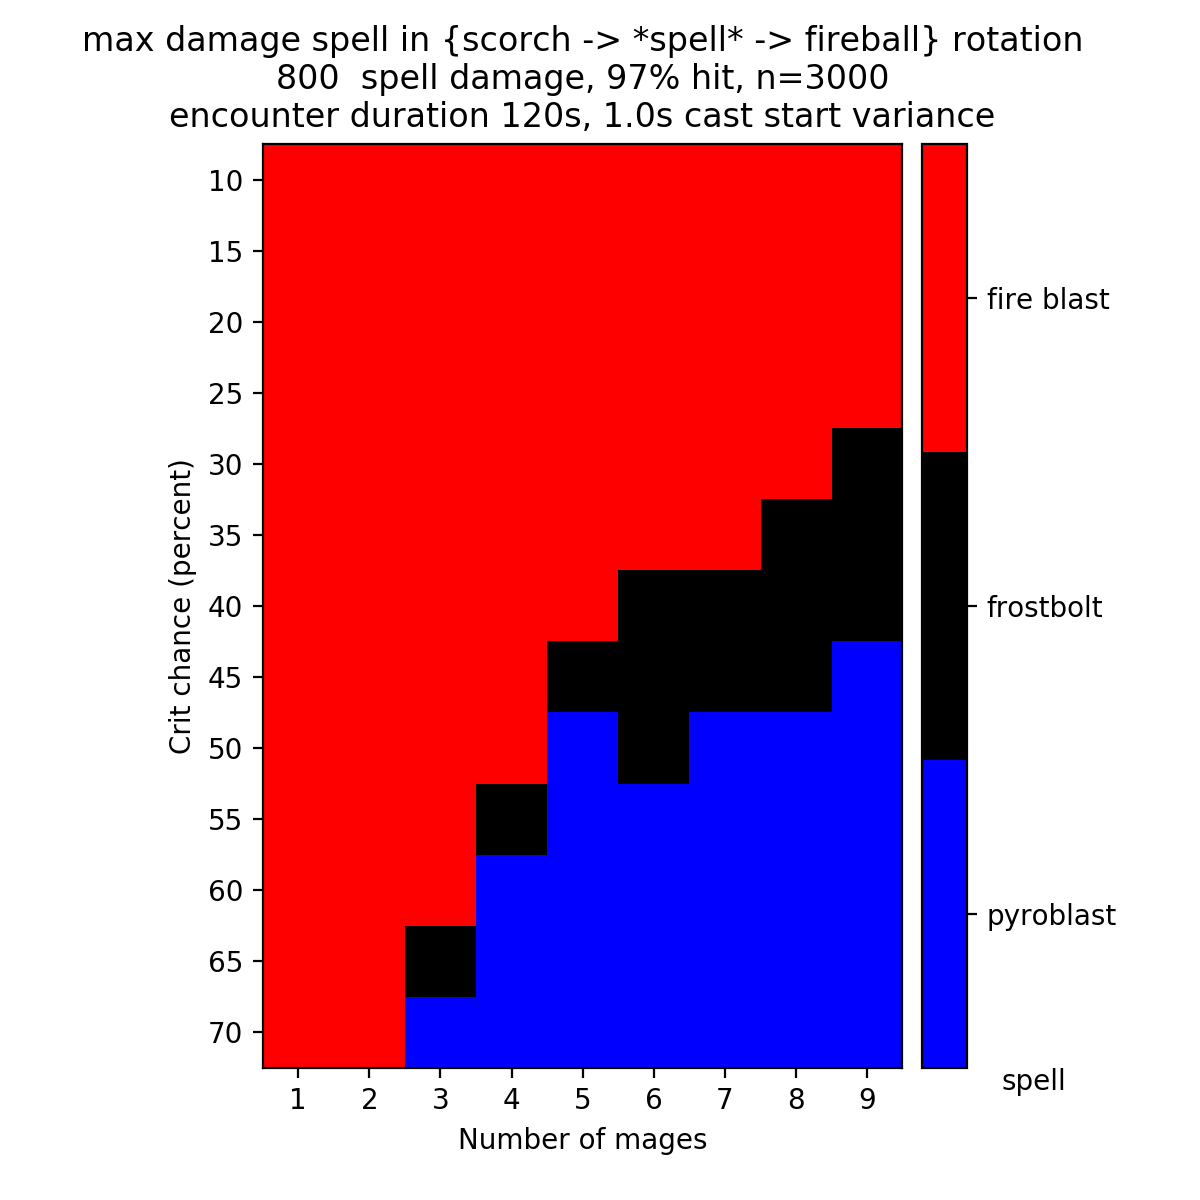 max damage spell in {scorch -> *spell* -> fireball} rotation
800  spell damage, 97% hit, n=3000
encounter duration 120s, 1.0s cast start variance
Crit chance (percent)
10
15
20
25
30
35
40
45
50
55
60
65
70
1 2 3 4 5 6 7 8 9
Number of mages
fire blast
frostbolt
pyroblast
spell